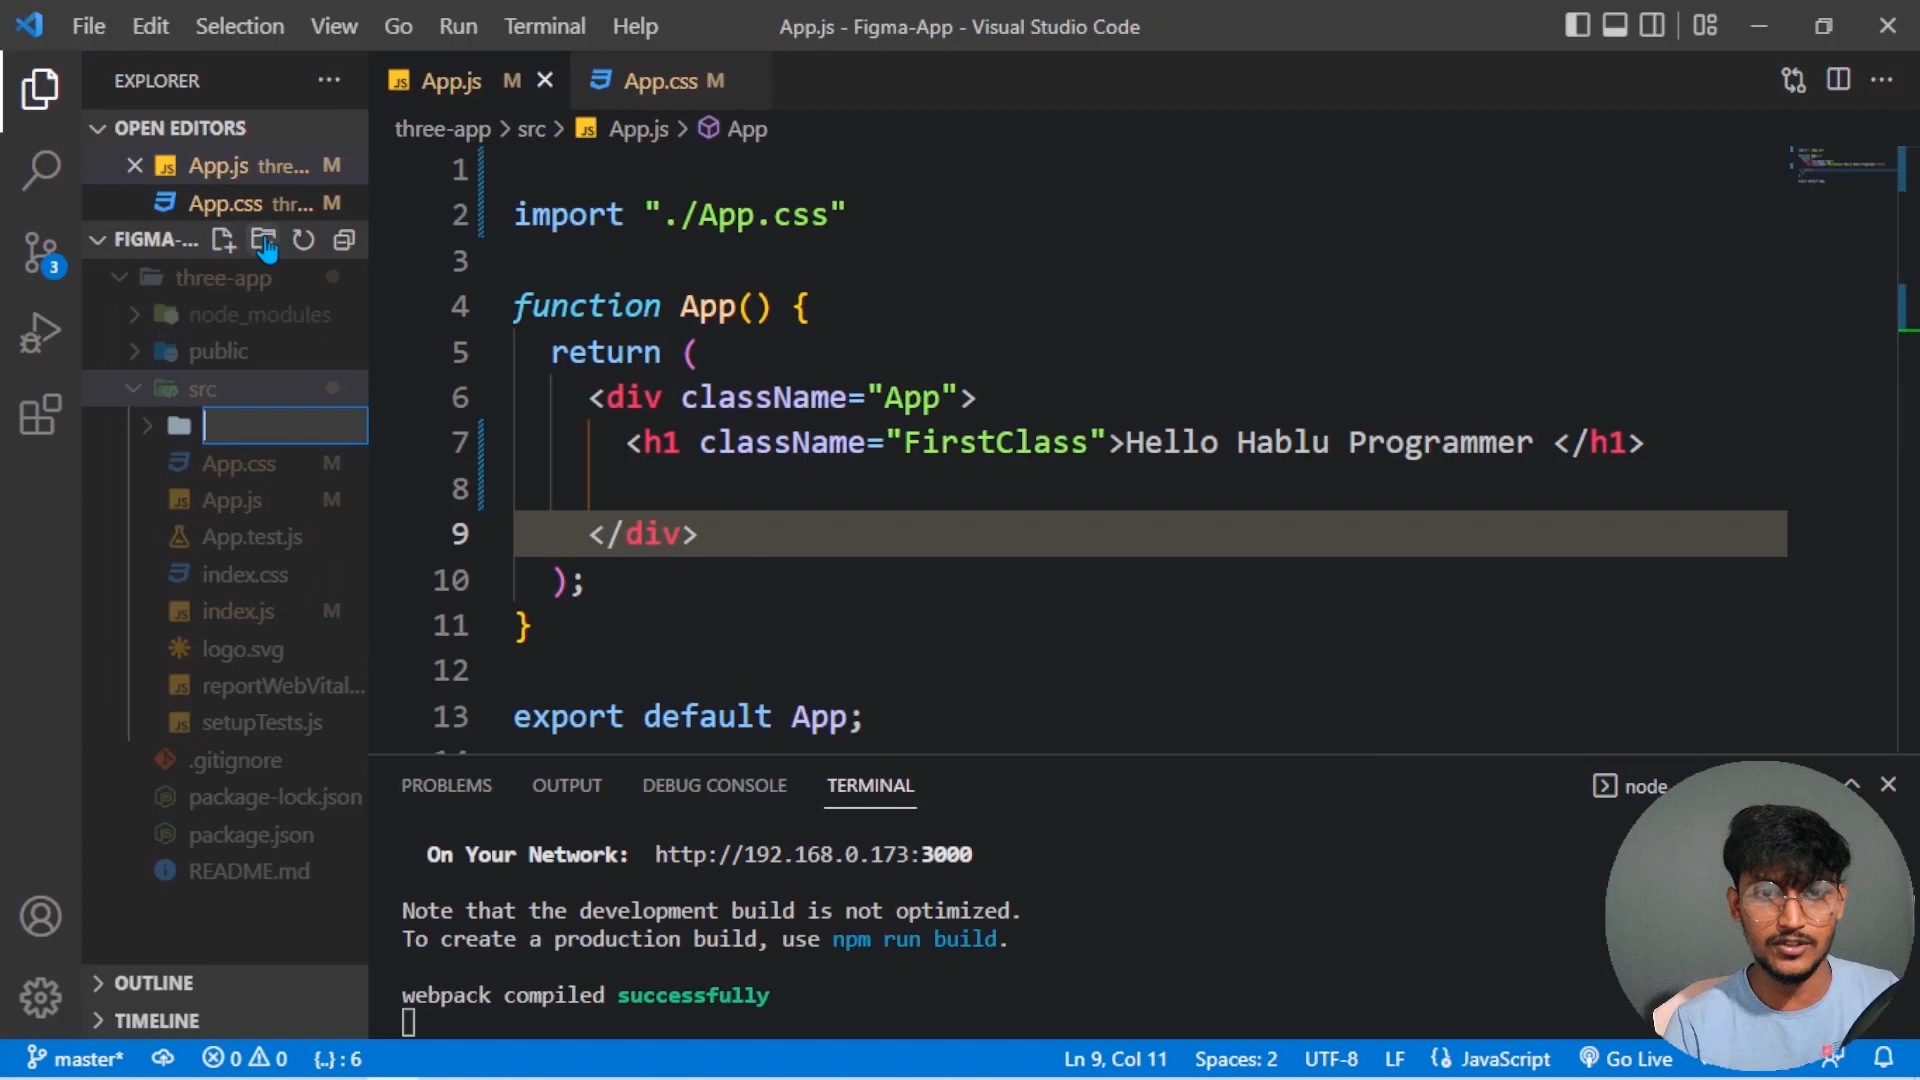 File Edit Selection View Go Run Terminal Help App.js - Figma-App - Visual Studio Code
EXPLORER
OPEN EDITORS
App.js thre... M
App.css thr... M
FIGMA-...
three-app
node_modules
public
src
App.css M
App.js M
App.test.js
index.css
index.js M
logo.svg
reportWebVital...
setupTests.js
.gitignore
package-lock.json
package.json
README.md
OUTLINE
TIMELINE
3
App.js M App.css M
three-app > src > App.js > App
1
2 import "./App.css"
3
4 function App() {
5 return (
6 <div className="App">
7 <h1 className="FirstClass">Hello Hablu Programmer </h1>
8
9 </div>
10 );
11 }
12
13 export default App;
PROBLEMS OUTPUT DEBUG CONSOLE TERMINAL node
On Your Network: http://192.168.0.173:3000
Note that the development build is not optimized.
To create a production build, use npm run build.
webpack compiled successfully
master* 0 0 {..} : 6 Ln 9, Col 11 Spaces: 2 UTF-8 LF JavaScript Go Live